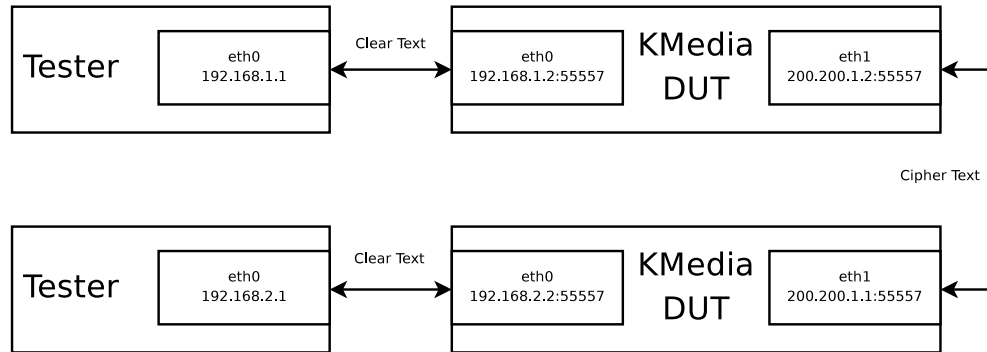 Tester
eth0
192.168.1.1
Clear Text
eth0
192.168.1.2:55557
KMedia
DUT
eth1
200.200.1.2:55557
Cipher Text
Tester
eth0
192.168.2.1
Clear Text
eth0
192.168.2.2:55557
KMedia
DUT
eth1
200.200.1.1:55557